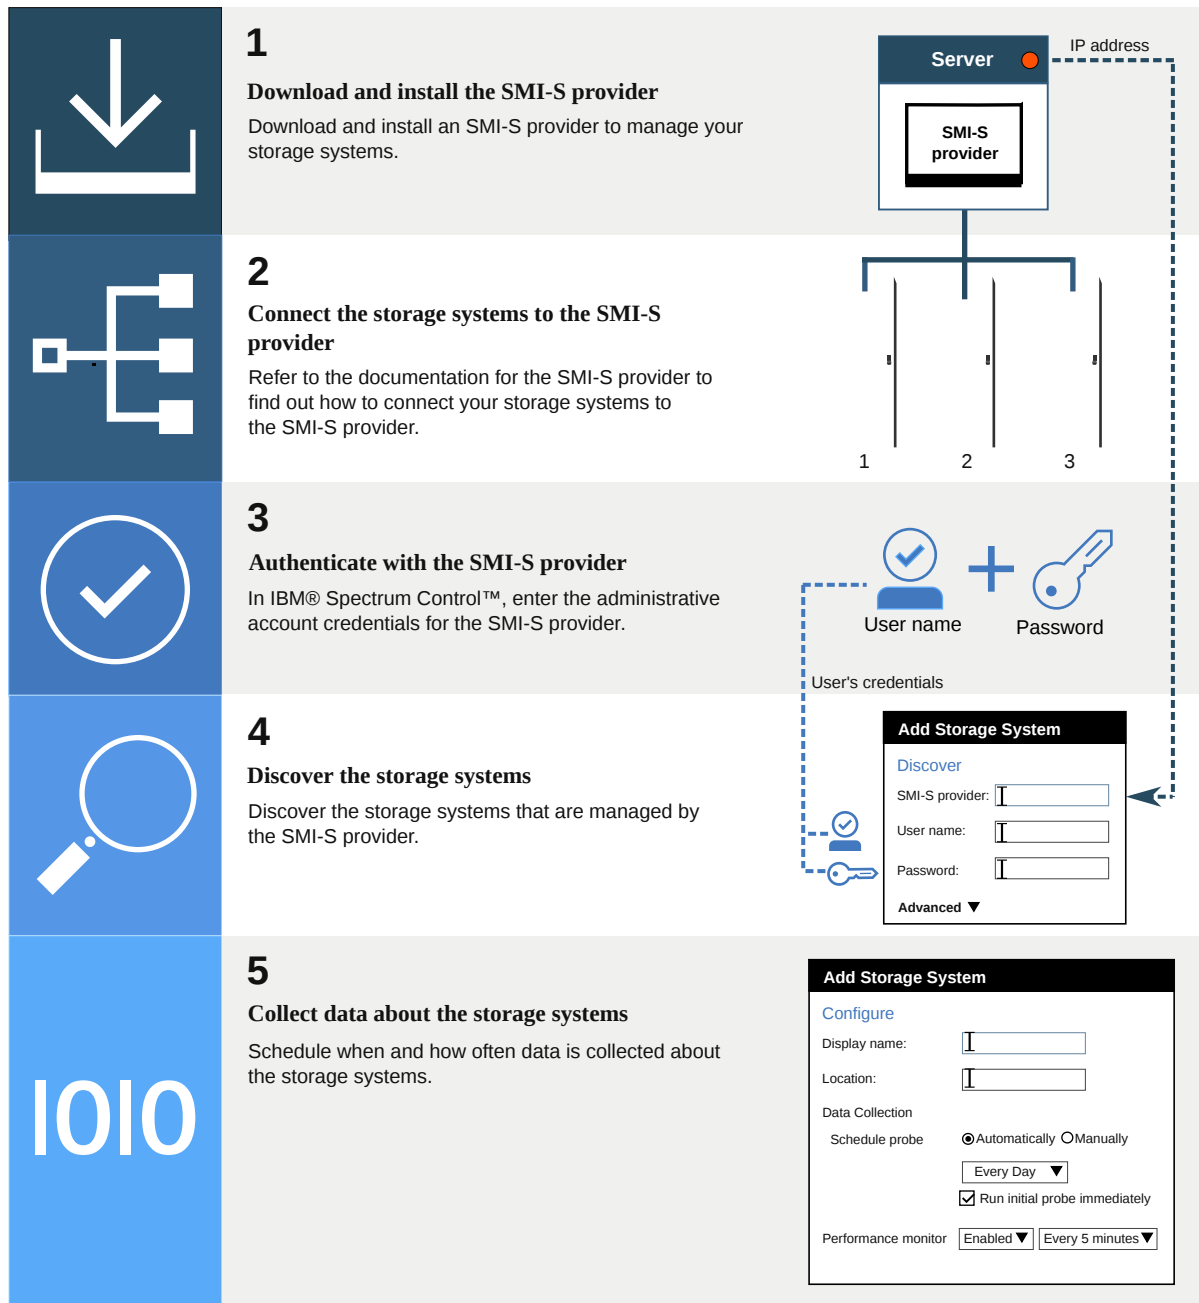 1
Download and install the SMI-S provider
Download and install an SMI-S provider to manage your
storage systems.
Server
IP address
SMI-S
provider
2
Connect the storage systems to the SMI-S
provider
Refer to the documentation for the SMI-S provider to
find out how to connect your storage systems to
the SMI-S provider.
1 2 3
3
Authenticate with the SMI-S provider
In IBM® Spectrum Control™, enter the administrative
account credentials for the SMI-S provider.
User name
Password
User's credentials
4
Discover the storage systems
Discover the storage systems that are managed by
the SMI-S provider.
Add Storage System
Discover
SMI-S provider:
User name:
Password:
Advanced
5
Collect data about the storage systems
Schedule when and how often data is collected about
the storage systems.
1010
Add Storage System
Configure
Display name:
Location:
Data Collection
Schedule probe Automatically Manually
Every Day
Run initial probe immediately
Performance monitor Enabled Every 5 minutes